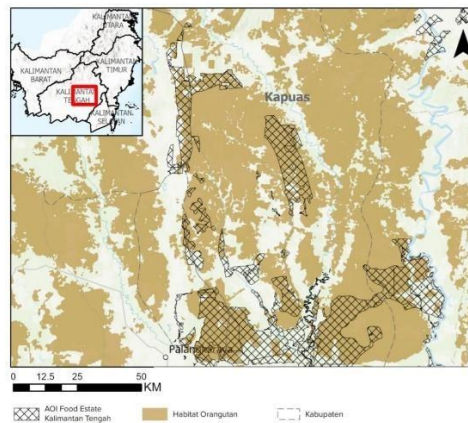 KALIMANTAN
UTARA
KALIMANTAN
TIMUR
KALIMANTAN
BARAT
KALIMANTAN
TENGAH
KALIMANTAN
SELATAN
Kapuas
Palangkaraya
0 12.5 25 50
KM
AOI Food Estate
Kalimantan Tengah
Habitat Orangutan
Kabupaten